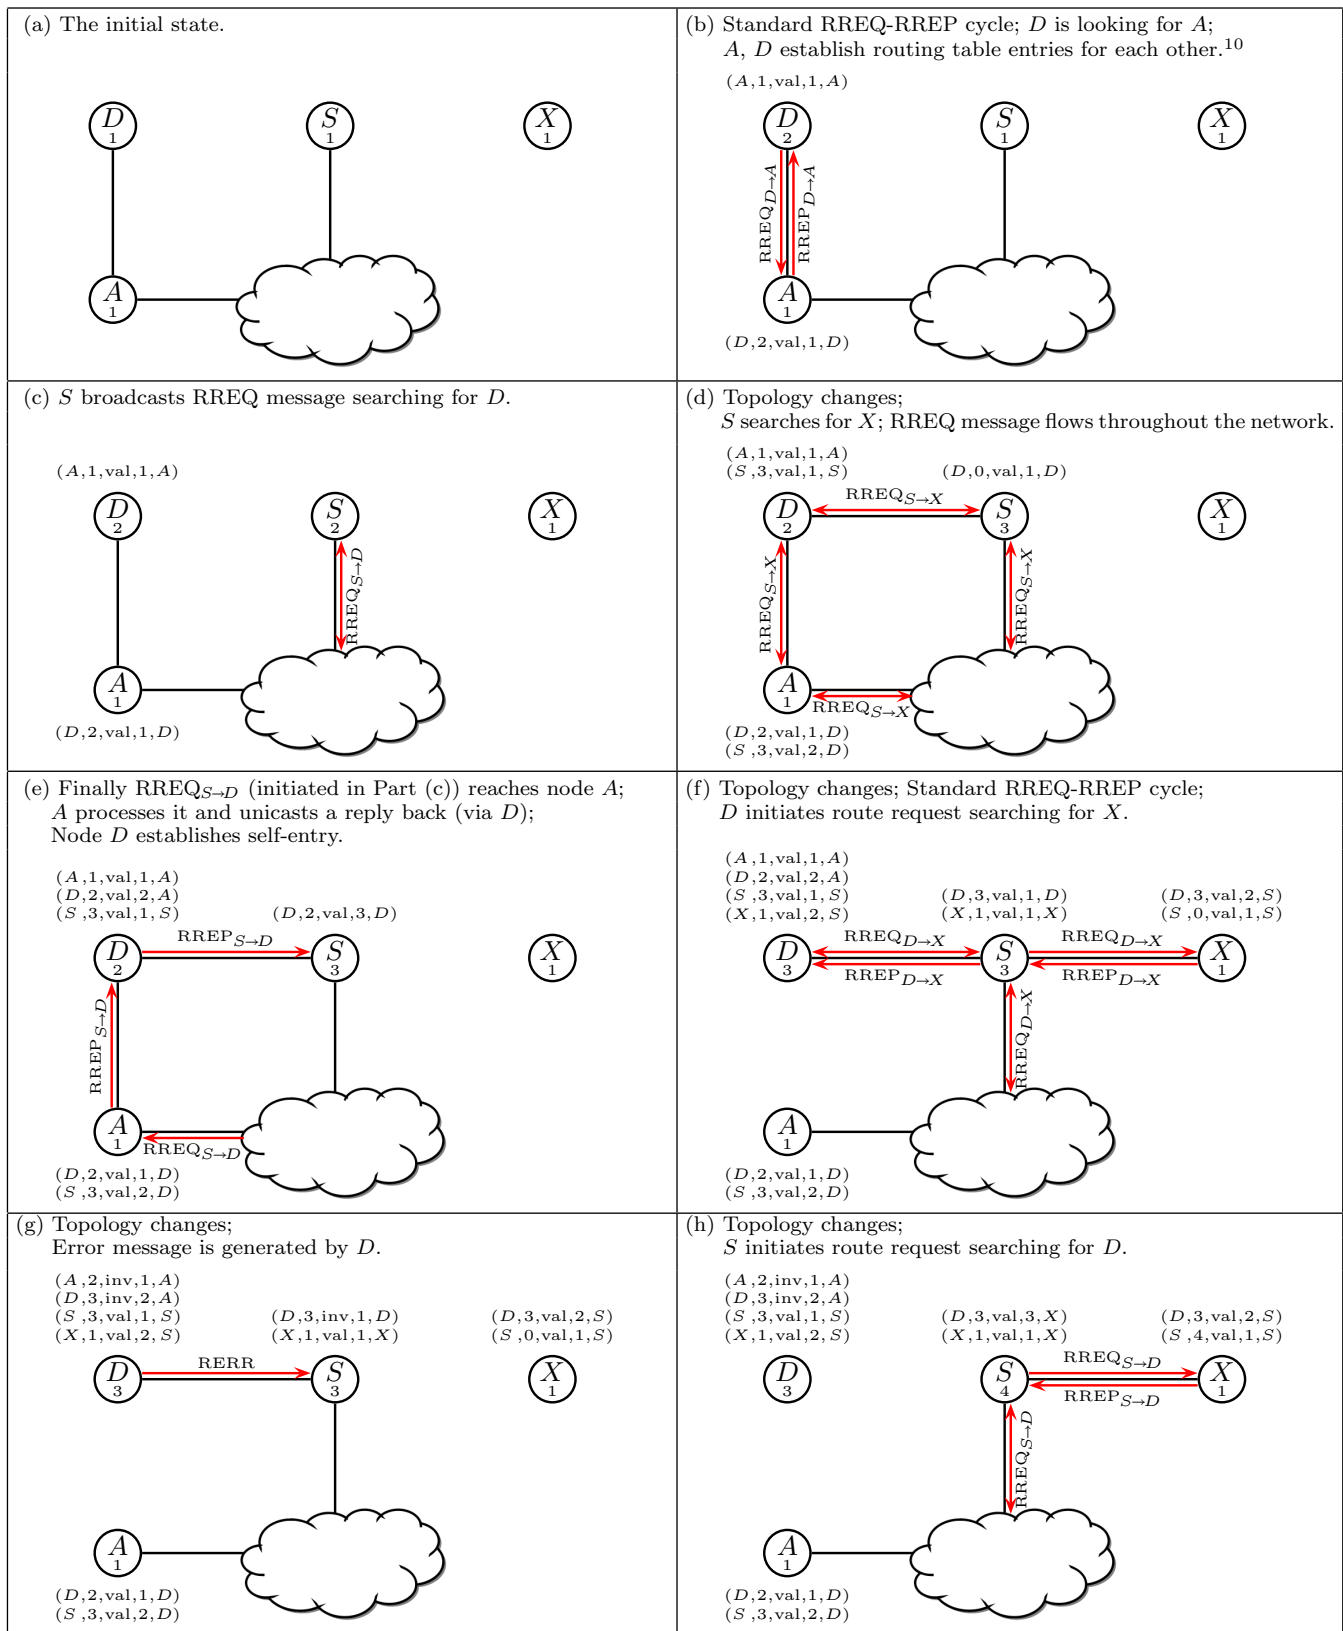 (a) The initial state.
D
1
S
1
X
1
A
1
(b) Standard RREQ-RREP cycle; D is looking for A;
A, D establish routing table entries for each other.10
(A,1,val,1,A)
D
2
S
1
X
1
RREQD→A
RREPD→A
A
1
(D,2,val,1,D)
(c) S broadcasts RREQ message searching for D.
(A,1,val,1,A)
D
2
S
2
X
1
RREQS→D
A
1
(D,2,val,1,D)
(d) Topology changes;
S searches for X; RREQ message flows throughout the network.
(A,1,val,1,A)
(S,3,val,1,S) (D,0,val,1,D)
RREQS→X
D
2
S
3
X
1
RREQS→X
RREQS→X
A
1
RREQS→X
(D,2,val,1,D)
(S,3,val,2,D)
(e) Finally RREQS→D (initiated in Part (c)) reaches node A;
A processes it and unicasts a reply back (via D);
Node D establishes self-entry.
(A,1,val,1,A)
(D,2,val,2,A)
(S,3,val,1,S) (D,2,val,3,D)
RREPS→D
D
2
S
3
X
1
RREPS→D
A
1
RREQS→D
(D,2,val,1,D)
(S,3,val,2,D)
(f) Topology changes; Standard RREQ-RREP cycle;
D initiates route request searching for X.
(A,1,val,1,A)
(D,2,val,2,A)
(S,3,val,1,S) (D,3,val,1,D) (D,3,val,2,S)
(X,1,val,2,S) (X,1,val,1,X) (S,0,val,1,S)
RREQD→X RREQD→X
D
3
S
3
X
1
RREPD→X RREPD→X
RREQD→X
A
1
(D,2,val,1,D)
(S,3,val,2,D)
(g) Topology changes;
Error message is generated by D.
(A,2,inv,1,A)
(D,3,inv,2,A)
(S,3,val,1,S) (D,3,inv,1,D) (D,3,val,2,S)
(X,1,val,2,S) (X,1,val,1,X) (S,0,val,1,S)
RERR
D
3
S
3
X
1
A
1
(D,2,val,1,D)
(S,3,val,2,D)
(h) Topology changes;
S initiates route request searching for D.
(A,2,inv,1,A)
(D,3,inv,2,A)
(S,3,val,1,S) (D,3,val,3,X) (D,3,val,2,S)
(X,1,val,2,S) (X,1,val,1,X) (S,4,val,1,S)
RREQS→D
D
3
S
4
X
1
RREPS→D
RREQS→D
A
1
(D,2,val,1,D)
(S,3,val,2,D)